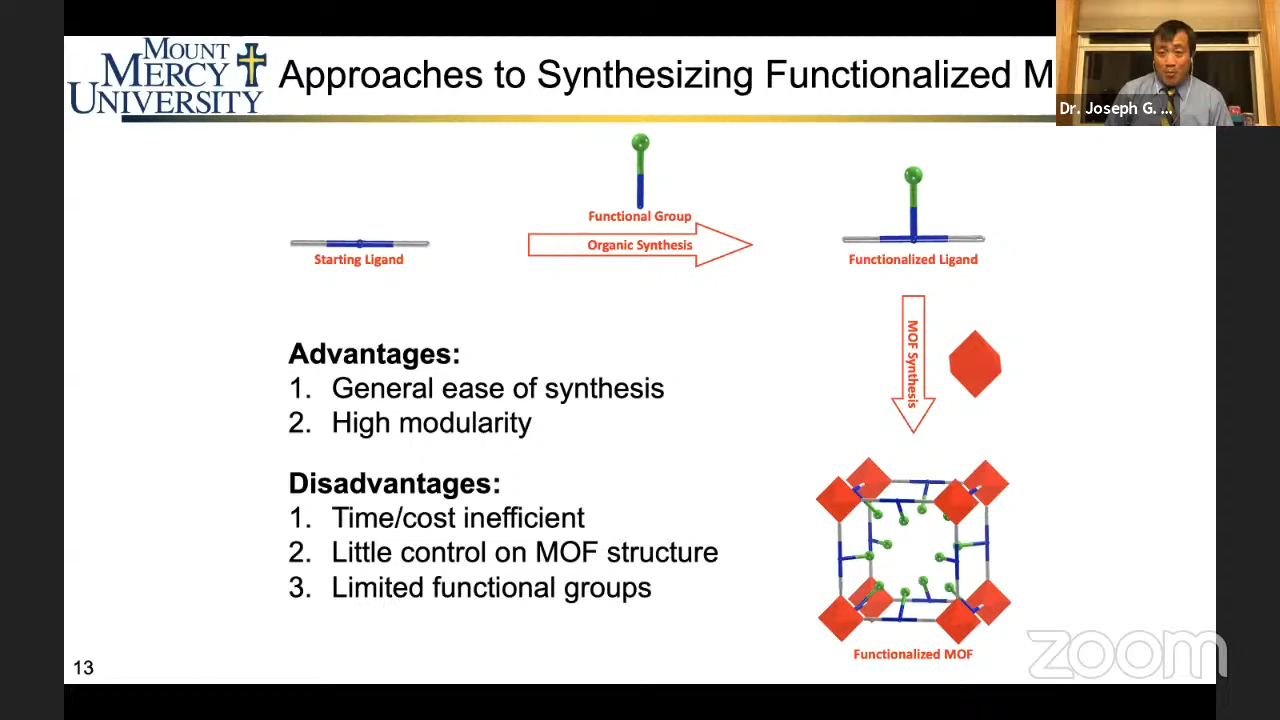 MOUNT
MERCY
UNIVERSITY
Approaches to Synthesizing Functionalized M
Dr. Joseph G. ...
Functional Group
Organic Synthesis
Starting Ligand
Functionalized Ligand
MOF Synthesis
Advantages:
1. General ease of synthesis
2. High modularity
Disadvantages:
1. Time/cost inefficient
2. Little control on MOF structure
3. Limited functional groups
Functionalized MOF
13
zoom